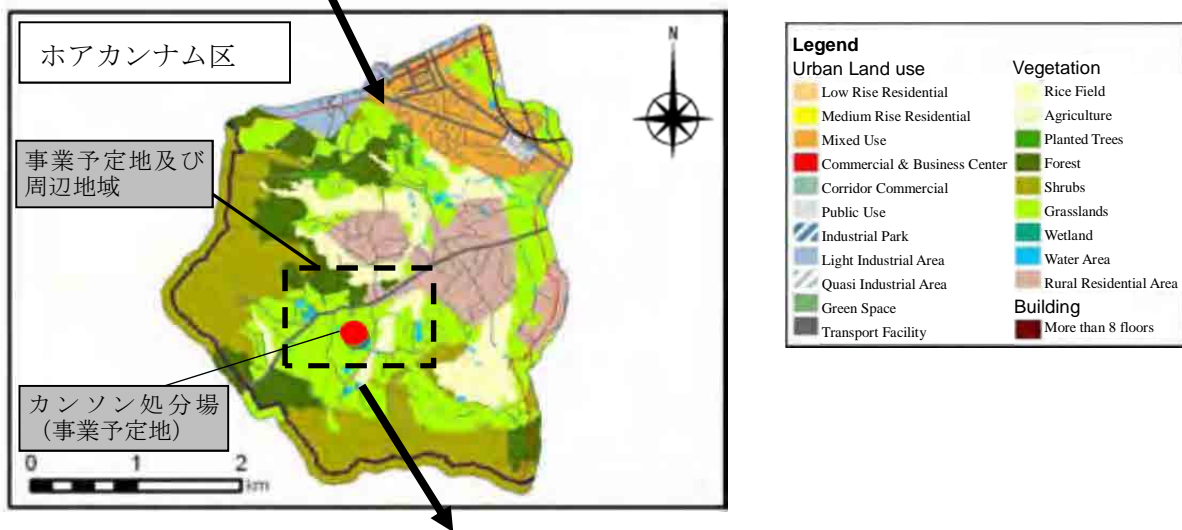 ホアカンナム区
N
事業予定地及び
周辺地域
カンソン処分場
（事業予定地）
0 1 2
km
Legend
Urban Land use
Low Rise Residential
Medium Rise Residential
Mixed Use
Commercial & Business Center
Corridor Commercial
Public Use
Industrial Park
Light Industrial Area
Quasi Industrial Area
Green Space
Transport Facility
Vegetation
Rice Field
Agriculture
Planted Trees
Forest
Shrubs
Grasslands
Wetland
Water Area
Rural Residential Area
Building
More than 8 floors